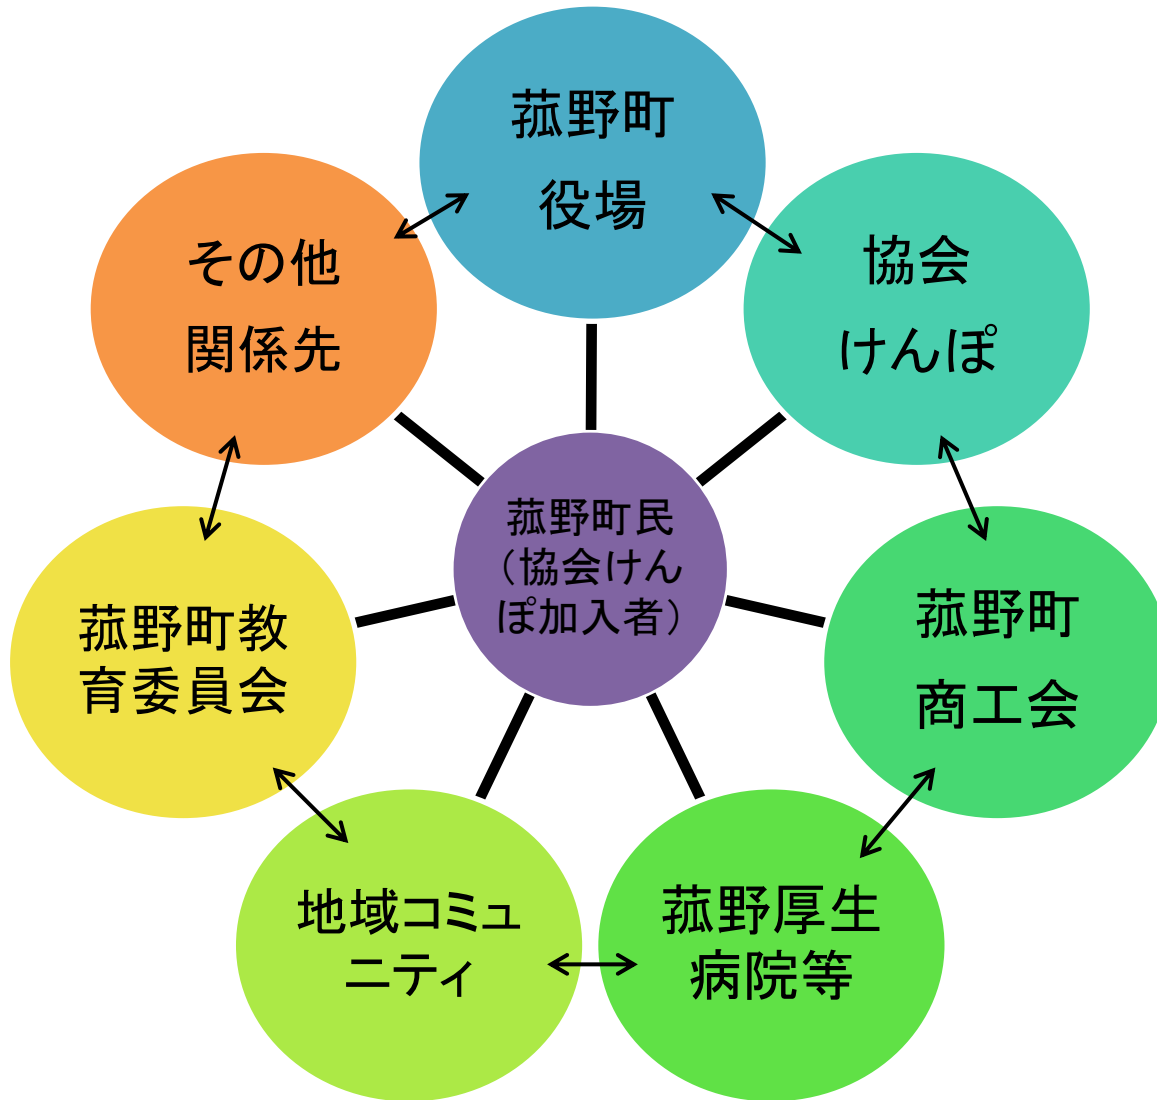 菰野町
役場
協会
けんぽ
菰野町
商工会
菰野厚生
病院等
地域コミュ
ニティ
菰野町教
育委員会
その他
関係先
菰野町民
（協会けん
ぽ加入者）